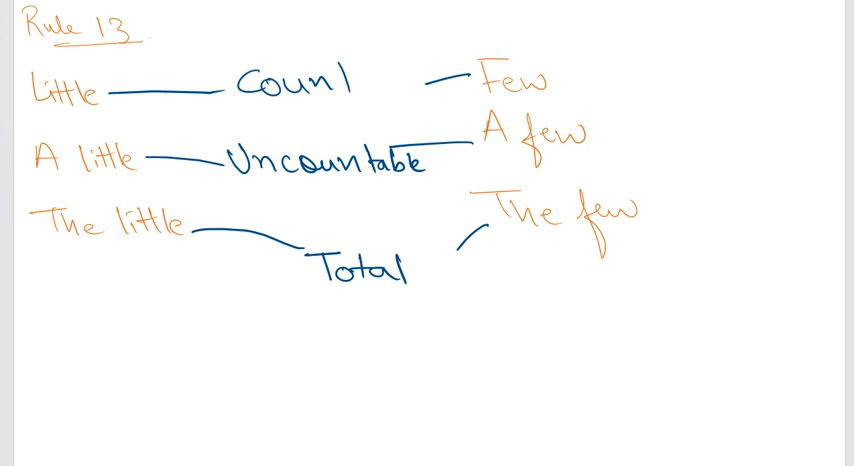 Rule 13
Little Count Few
A little Uncountable A few
The little The few
Total